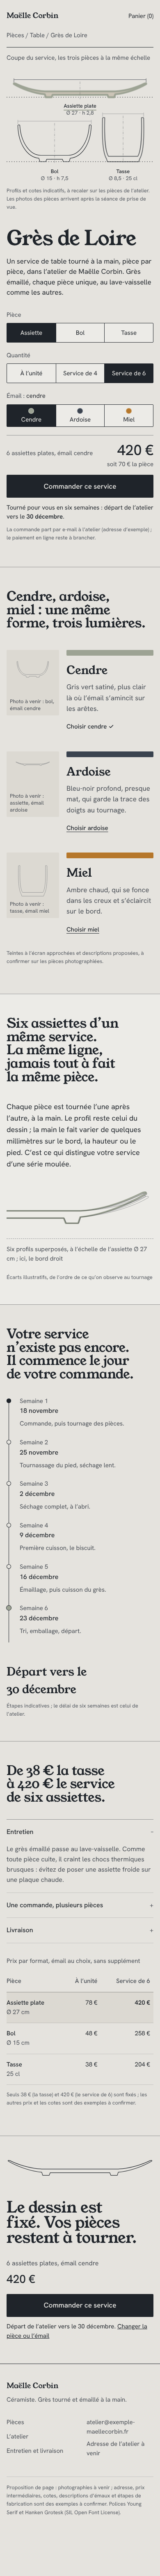 Maëlle Corbin
Panier (0)
Pièces / Table / Grès de Loire
Coupe du service, les trois pièces à la même échelle
Assiette plate
Ø 27 · h 2,8
Bol
Ø 15 · h 7,5
Tasse
Ø 8,5 · 25 cl
Profils et cotes indicatifs, à recaler sur les pièces de l'atelier.
Les photos des pièces arrivent après la séance de prise de
vue.
Grès de Loire
Un service de table tourné à la main, pièce par
pièce, dans l'atelier de Maëlle Corbin. Grès
émaillé, chaque pièce unique, au lave-vaisselle
comme les autres.
Pièce
Assiette
Bol
Tasse
Quantité
À l'unité
Service de 4
Service de 6
Émail : cendre
Cendre
Ardoise
Miel
6 assiettes plates, émail cendre
420 €
soit 70 € la pièce
Commander ce service
Tourné pour vous en six semaines : départ de l'atelier
vers le 30 décembre.
La commande part par e-mail à l'atelier (adresse d'exemple) ;
le paiement en ligne reste à brancher.
Cendre, ardoise,
miel : une même
forme, trois lumières.
Photo à venir : bol,
émail cendre
Cendre
Gris vert satiné, plus clair
là où l'émail s'amincit sur
les arêtes.
Choisir cendre ✓
Photo à venir :
assiette, émail
ardoise
Ardoise
Bleu-noir profond, presque
mat, qui garde la trace des
doigts au tournage.
Choisir ardoise
Photo à venir :
tasse, émail miel
Miel
Ambre chaud, qui se fonce
dans les creux et s'éclaircit
sur le bord.
Choisir miel
Teintes à l'écran approchées et descriptions proposées, à
confirmer sur les pièces photographiées.
Six assiettes d'un
même service.
La même ligne,
jamais tout à fait
la même pièce.
Chaque pièce est tournée l'une après
l'autre, à la main. Le profil reste celui du
dessin ; la main le fait varier de quelques
millimètres sur le bord, la hauteur ou le
pied. C'est ce qui distingue votre service
d'une série moulée.
Six profils superposés, à l'échelle de l'assiette Ø 27
cm ; ici, le bord droit
Écarts illustratifs, de l'ordre de ce qu'on observe au tournage
Votre service
n'existe pas encore.
Il commence le jour
de votre commande.
Semaine 1
18 novembre
Commande, puis tournage des pièces.
Semaine 2
25 novembre
Tournassage du pied, séchage lent.
Semaine 3
2 décembre
Séchage complet, à l'abri.
Semaine 4
9 décembre
Première cuisson, le biscuit.
Semaine 5
16 décembre
Émaillage, puis cuisson du grès.
Semaine 6
23 décembre
Tri, emballage, départ.
Départ vers le
30 décembre
Étapes indicatives ; le délai de six semaines est celui de
l'atelier.
De 38 € la tasse
à 420 € le service
de six assiettes.
Entretien
–
Le grès émaillé passe au lave-vaisselle. Comme
toute pièce cuite, il craint les chocs thermiques
brusques : évitez de poser une assiette froide sur
une plaque chaude.
Une commande, plusieurs pièces
+
Livraison
+
Prix par format, émail au choix, sans supplément
Pièce
À l'unité
Service de 6
Assiette plate
Ø 27 cm
78 €
420 €
Bol
Ø 15 cm
48 €
258 €
Tasse
25 cl
38 €
204 €
Seuls 38 € (la tasse) et 420 € (le service de 6) sont fixés ; les
autres prix et les cotes sont des exemples à confirmer.
Le dessin est
fixé. Vos pièces
restent à tourner.
6 assiettes plates, émail cendre
420 €
Commander ce service
Départ de l'atelier vers le 30 décembre. Changer la
pièce ou l'émail
Maëlle Corbin
Céramiste. Grès tourné et émaillé à la main.
Pièces
L'atelier
Entretien et livraison
atelier@exemple-
maellecorbin.fr
Adresse de l'atelier à
venir
Proposition de page : photographies à venir ; adresse, prix
intermédiaires, cotes, descriptions d'émaux et étapes de
fabrication sont des exemples à confirmer. Polices Young
Serif et Hanken Grotesk (SIL Open Font License).